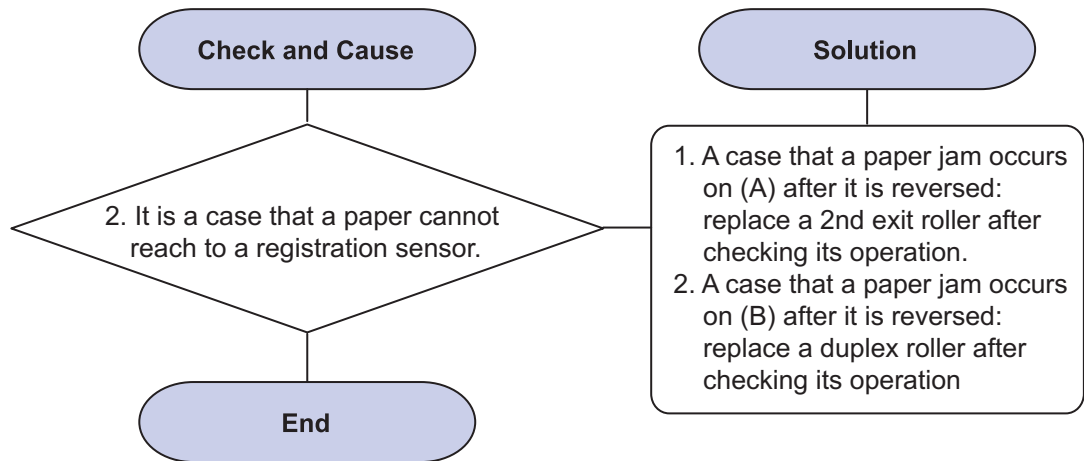 Check and Cause
2. It is a case that a paper cannot
reach to a registration sensor.
End
Solution
1. A case that a paper jam occurs
on (A) after it is reversed:
replace a 2nd exit roller after
checking its operation.
2. A case that a paper jam occurs
on (B) after it is reversed:
replace a duplex roller after
checking its operation